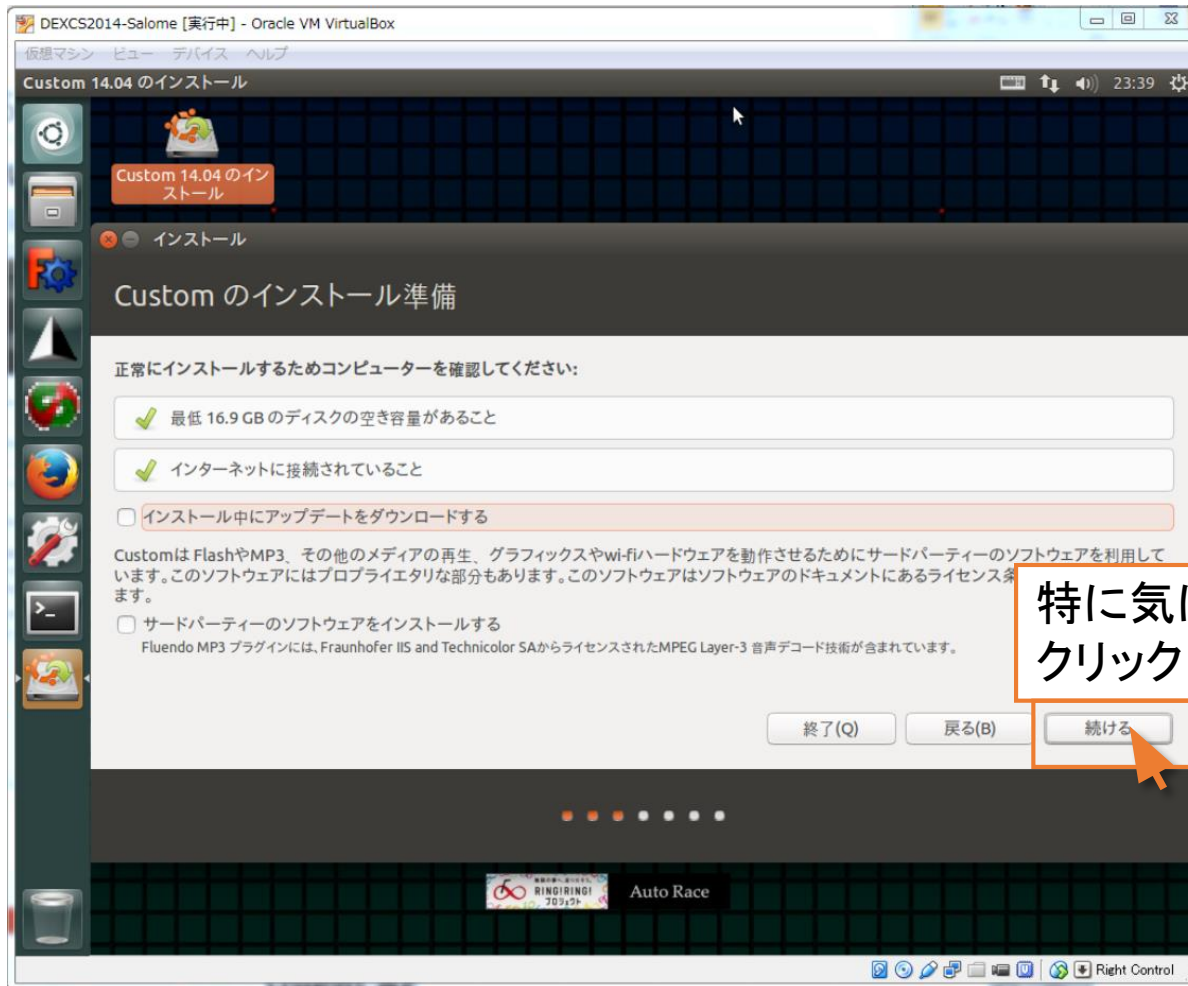 DEXCS2014-Salome [実行中] - Oracle VM VirtualBox
仮想マシン ビュー デバイス ヘルプ
Custom 14.04 のインストール
23:39
Custom 14.04 のイン
ストール
インストール
Custom のインストール準備
正常にインストールするためコンピューターを確認してください:
最低 16.9 GB のディスクの空き容量があること
インターネットに接続されていること
インストール中にアップデートをダウンロードする
Customは FlashやMP3、その他のメディアの再生、グラフィックスやwi-fiハードウェアを動作させるためにサードパーティーのソフトウェアを利用して
います。このソフトウェアにはプロプライエタリな部分もあります。このソフトウェアはソフトウェアのドキュメントにあるライセンス
ます。
特に気
クリック
サードパーティーのソフトウェアをインストールする
Fluendo MP3 プラグインには、Fraunhofer IIS and Technicolor SAからライセンスされたMPEG Layer-3 音声デコード技術が含まれています。
終了(Q)
戻る(B)
続ける
RING!RING!
プロジェクト
Auto Race
Right Control